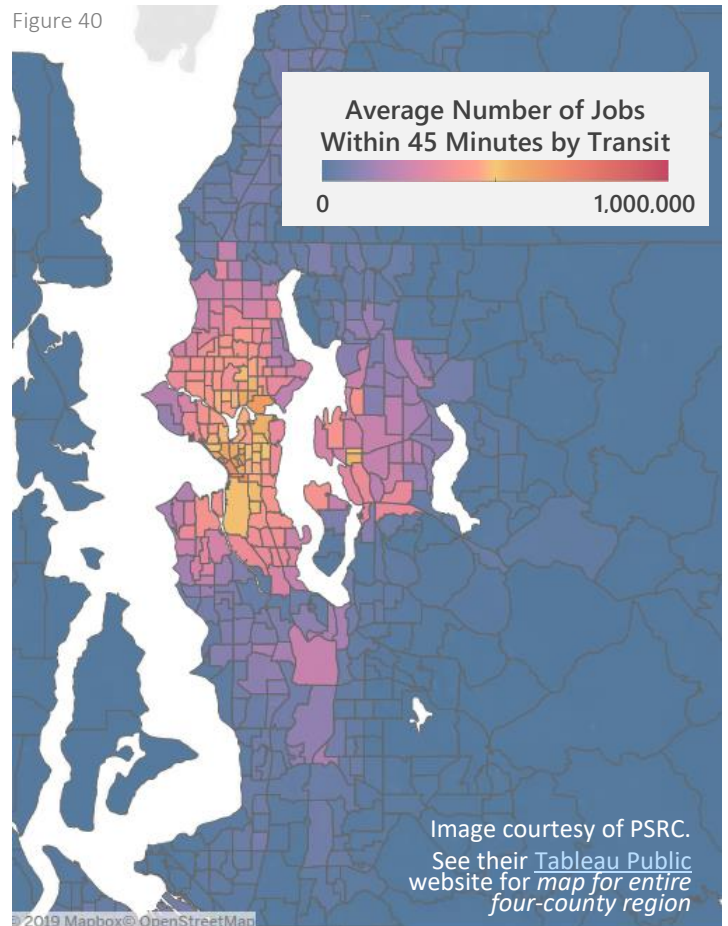 Figure 40
Average Number of Jobs
Within 45 Minutes by Transit
0 1,000,000
Image courtesy of PSRC.
See their Tableau Public
website for map for entire
four-county region
© 2019 Mapbox© OpenStreetMap